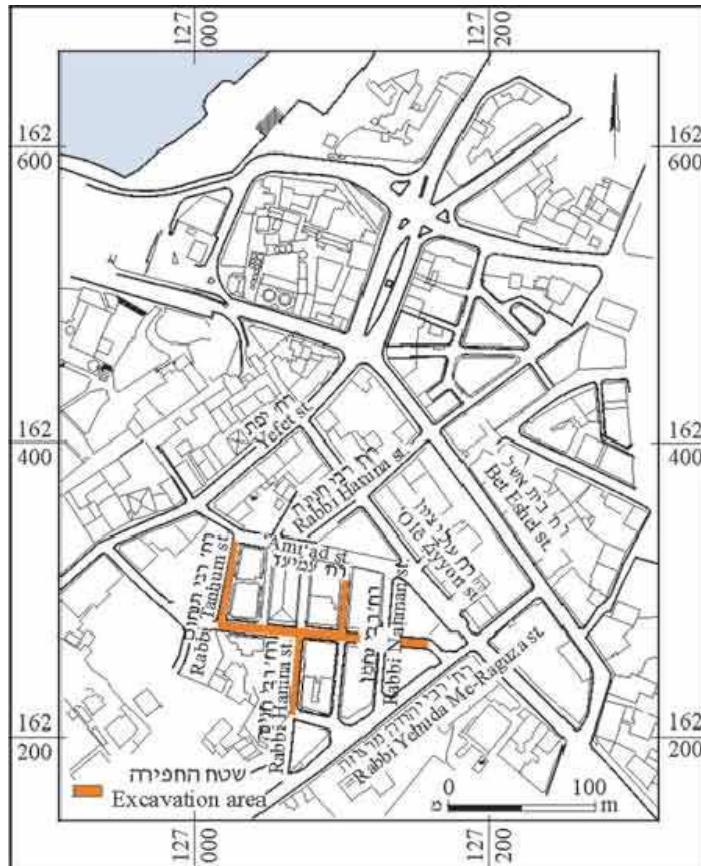 127
000
127
200
162
600
162
600
רח' יפת
Yefet st.
162
400
162
400
רח' רבי חנינא
Rabbi Hanina st.
רח' בית אשל
Bet Eshel st.
רח' עולי ציון
'Olē Ẓyyon st.
'Ami'ad st.
רח' עמיעד
רח' רבי תנחום
Rabbi Tanhum st.
רח' רבי נחמן
Rabbi Nahman st.
רח' רבי חנינא
Rabbi Hanina st.
רח' רבי יהודה מרגוזה
Rabbi Yehuda Me-Raguza st.
162
200
162
200
שטח החפירה
Excavation area
0
100
מ
m
127
000
127
200